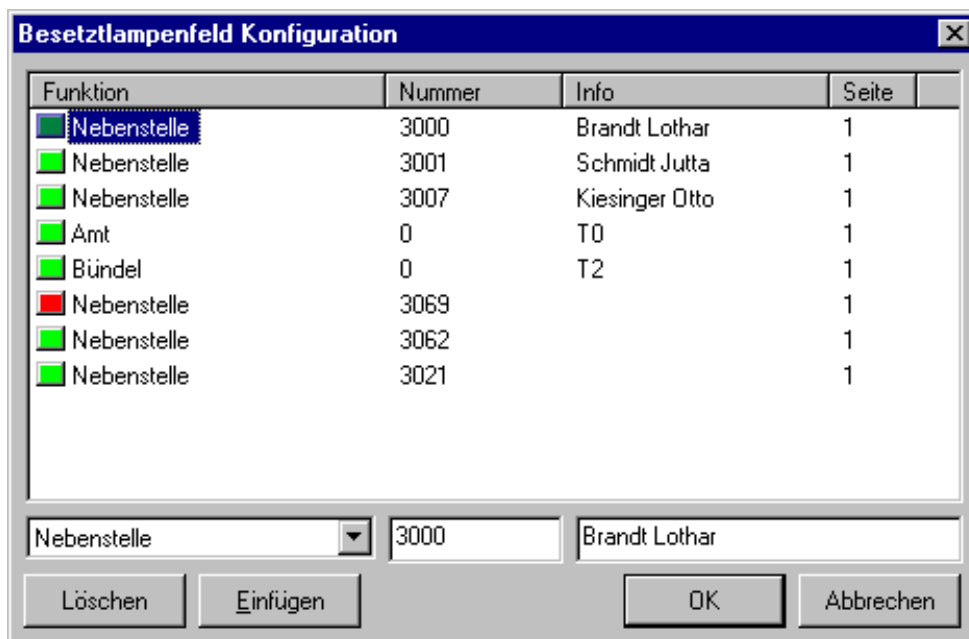 Besetztlampenfeld Konfiguration
Funktion Nummer Info Seite
Nebenstelle 3000 Brandt Lothar 1
Nebenstelle 3001 Schmidt Jutta 1
Nebenstelle 3007 Kiesinger Otto 1
Amt 0 T0 1
Bündel 0 T2 1
Nebenstelle 3069 1
Nebenstelle 3062 1
Nebenstelle 3021 1
Nebenstelle 3000 Brandt Lothar
Löschen Einfügen OK Abbrechen